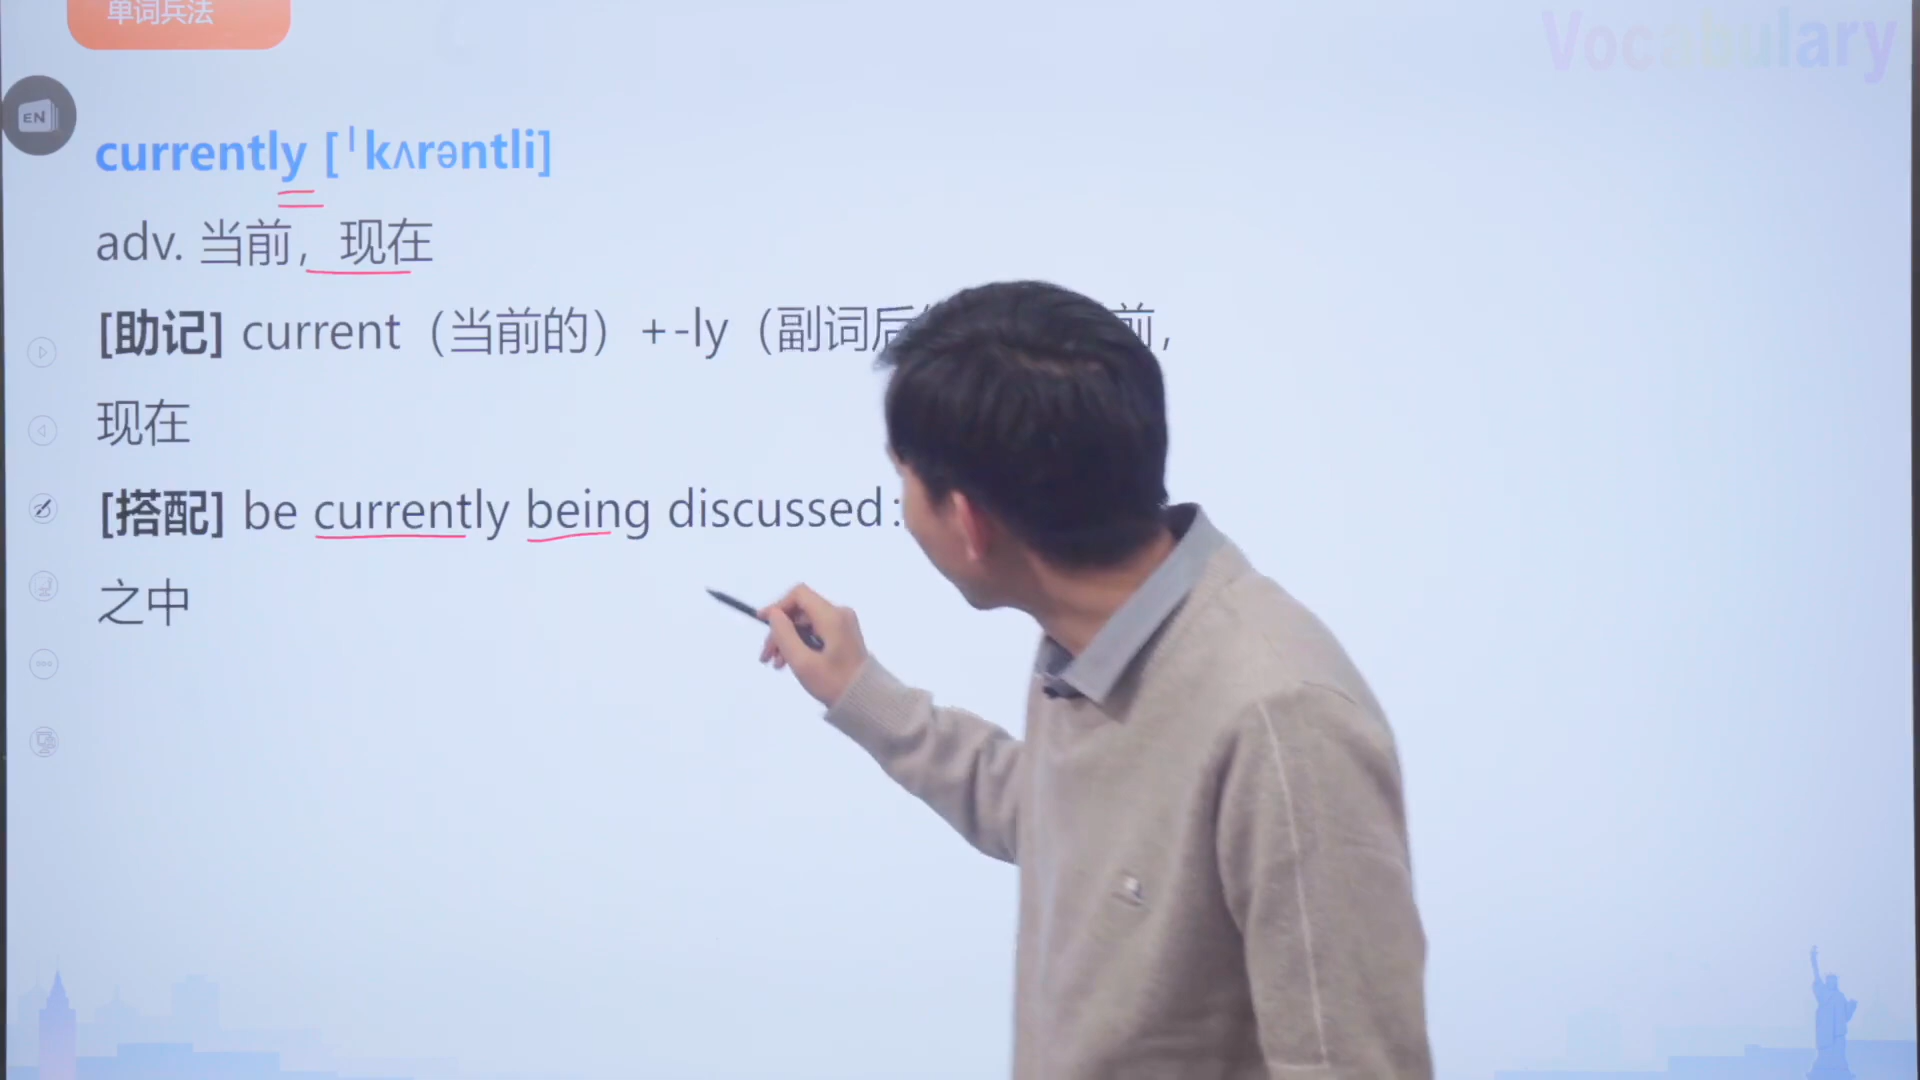 单词兵法
Vocabulary
EN
currently [ˈkʌrəntli]
adv. 当前，现在
[助记] current（当前的）+ -ly（副词后 前，
现在
[搭配] be currently being discussed：
之中